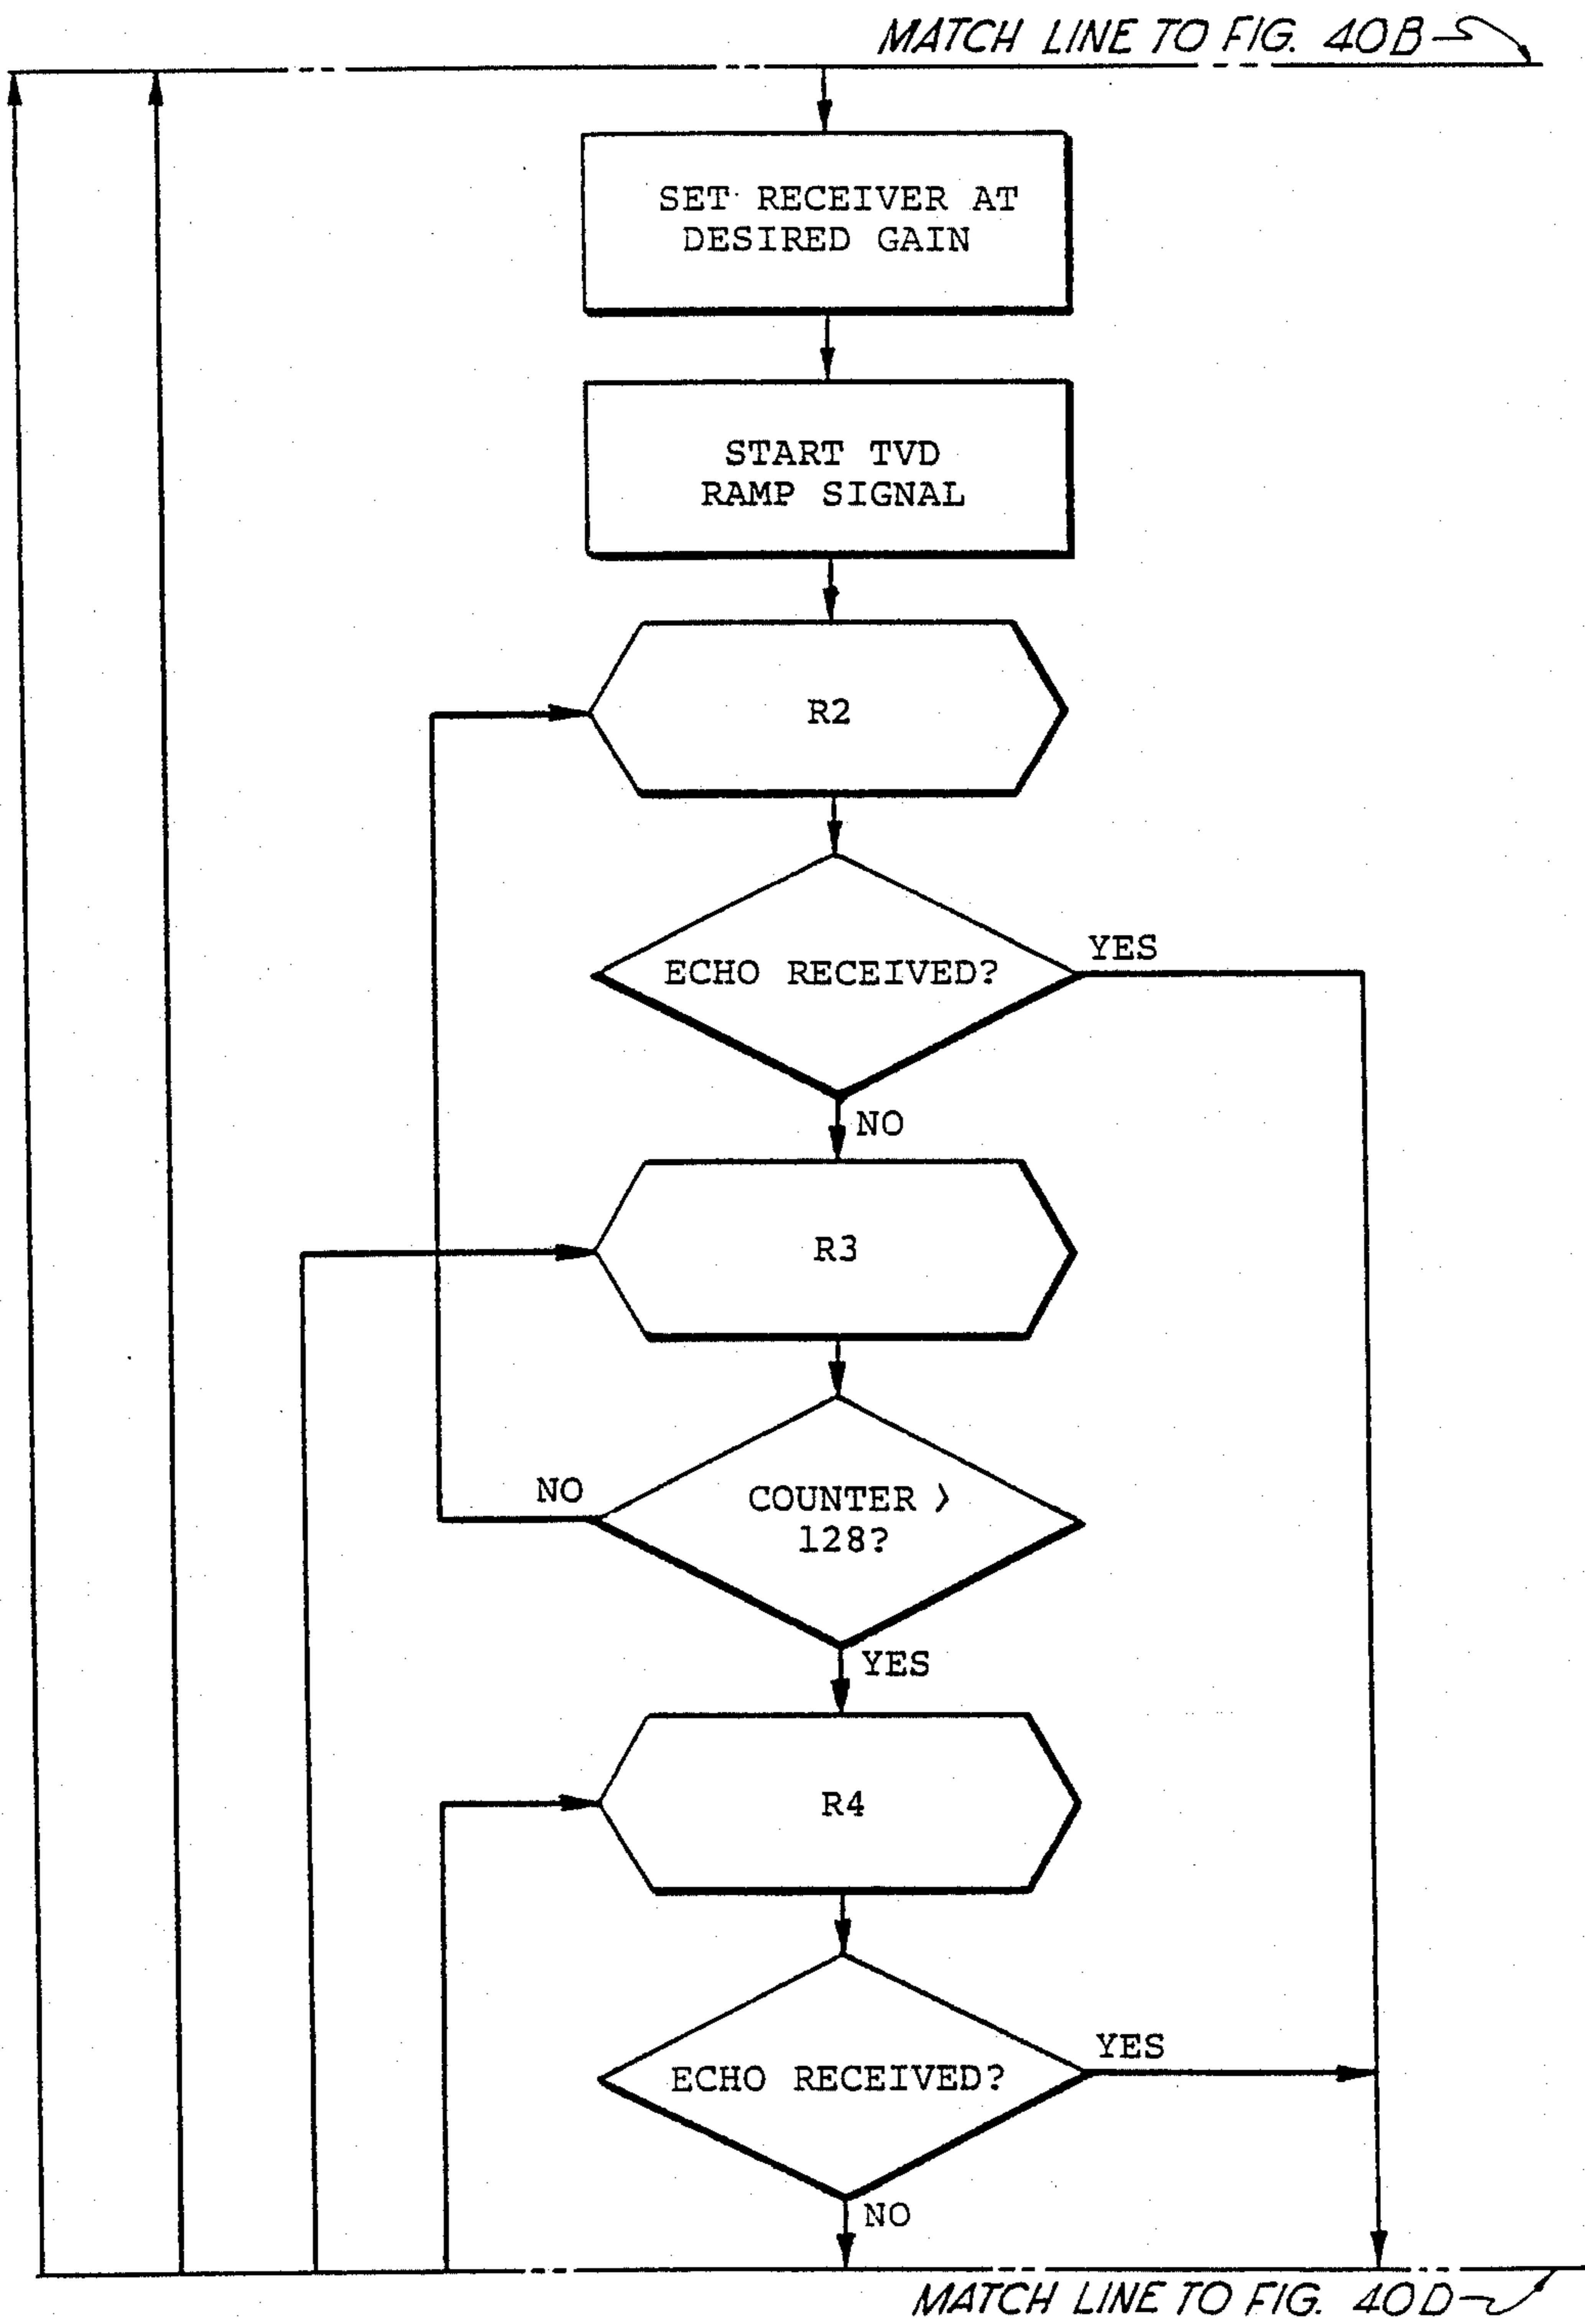 MATCH LINE TO FIG. 40B
SET RECEIVER AT
DESIRED GAIN
START TVD
RAMP SIGNAL
R2
ECHO RECEIVED?
YES
NO
R3
COUNTER >
128?
NO
YES
R4
ECHO RECEIVED?
YES
NO
MATCH LINE TO FIG. 40D